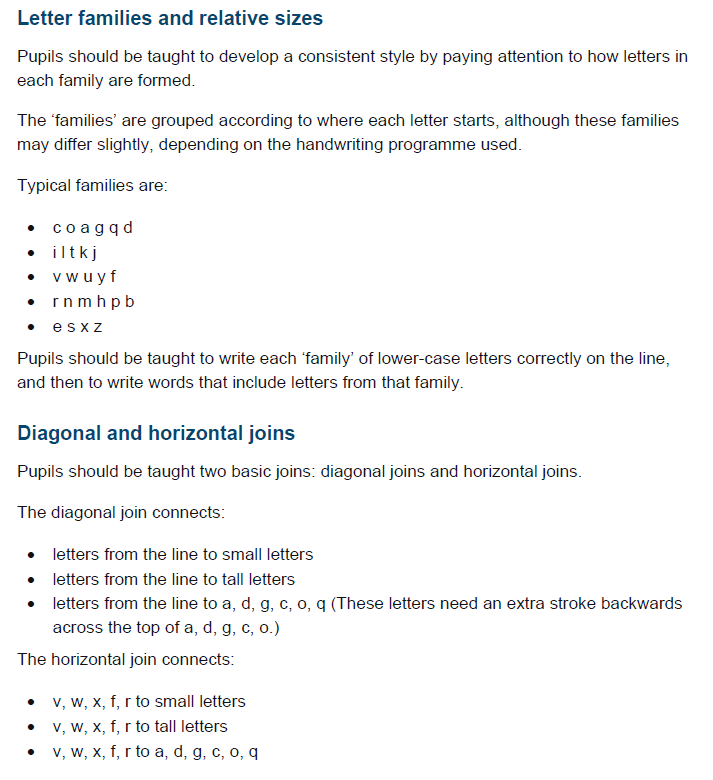 Letter families and relative sizes
Pupils should be taught to develop a consistent style by paying attention to how letters in
each family are formed.
The ‘families’ are grouped according to where each letter starts, although these families
may differ slightly, depending on the handwriting programme used.
Typical families are:
• c o a g q d
• i l t k j
• v w u y f
• r n m h p b
• e s x z
Pupils should be taught to write each ‘family’ of lower-case letters correctly on the line,
and then to write words that include letters from that family.
Diagonal and horizontal joins
Pupils should be taught two basic joins: diagonal joins and horizontal joins.
The diagonal join connects:
• letters from the line to small letters
• letters from the line to tall letters
• letters from the line to a, d, g, c, o, q (These letters need an extra stroke backwards
across the top of a, d, g, c, o.)
The horizontal join connects:
• v, w, x, f, r to small letters
• v, w, x, f, r to tall letters
• v, w, x, f, r to a, d, g, c, o, q